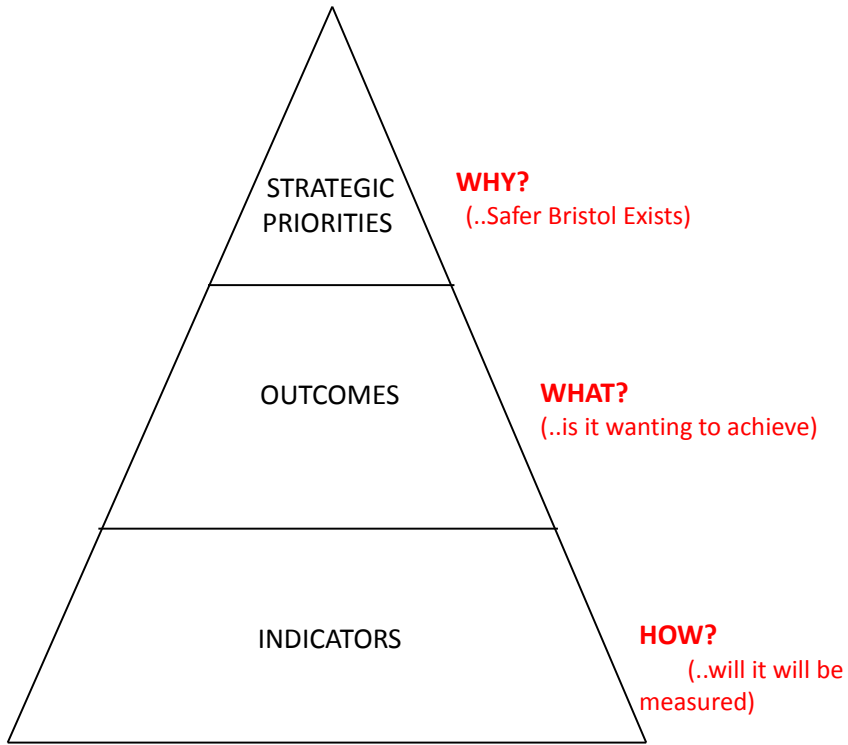 STRATEGIC
PRIORITIES
WHY?
(..Safer Bristol Exists)
OUTCOMES
WHAT?
(..is it wanting to achieve)
INDICATORS
HOW?
(..will it will be
measured)